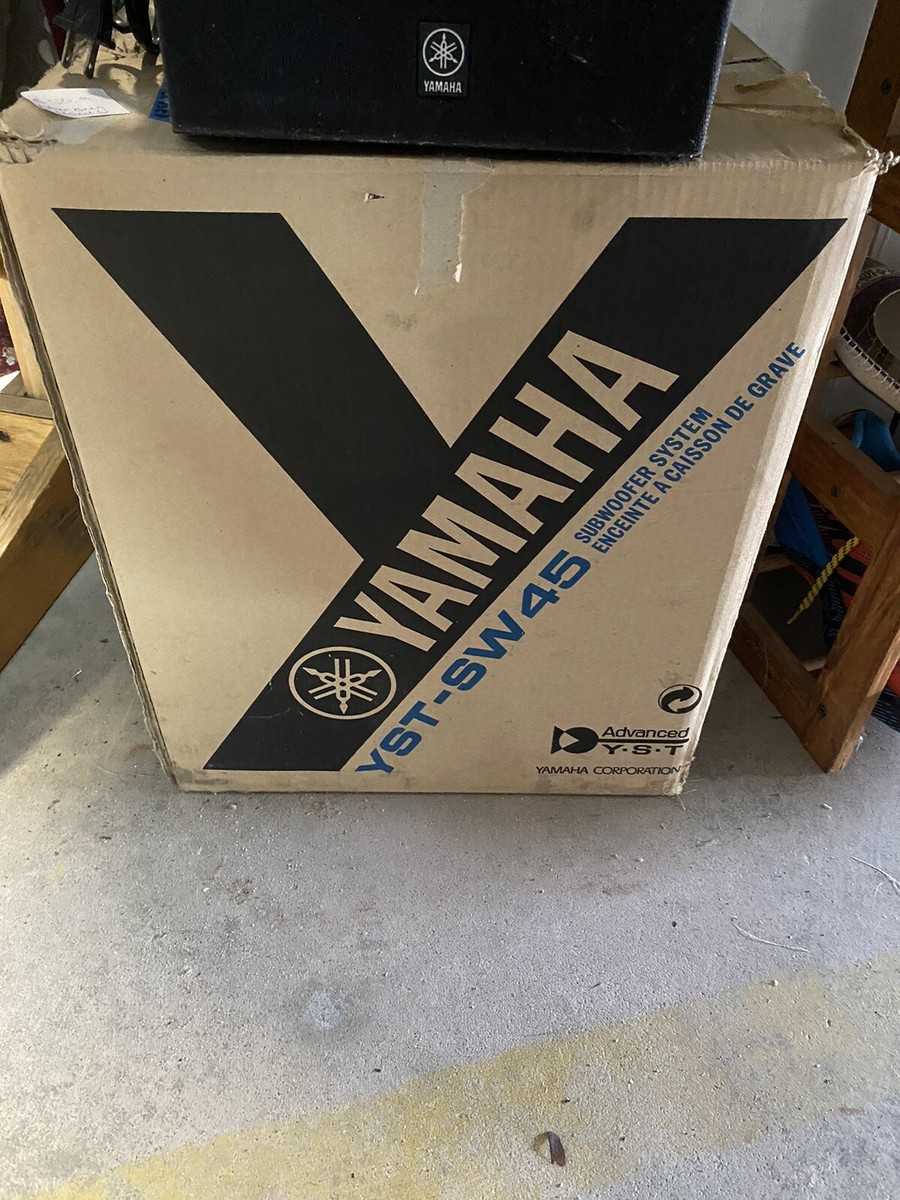 YAMAHA
YAMAHA
YST-SW45
SUBWOOFER SYSTEM
ENCEINTE A CAISSON DE GRAVE
Advanced
Y·S·T
YAMAHA CORPORATION